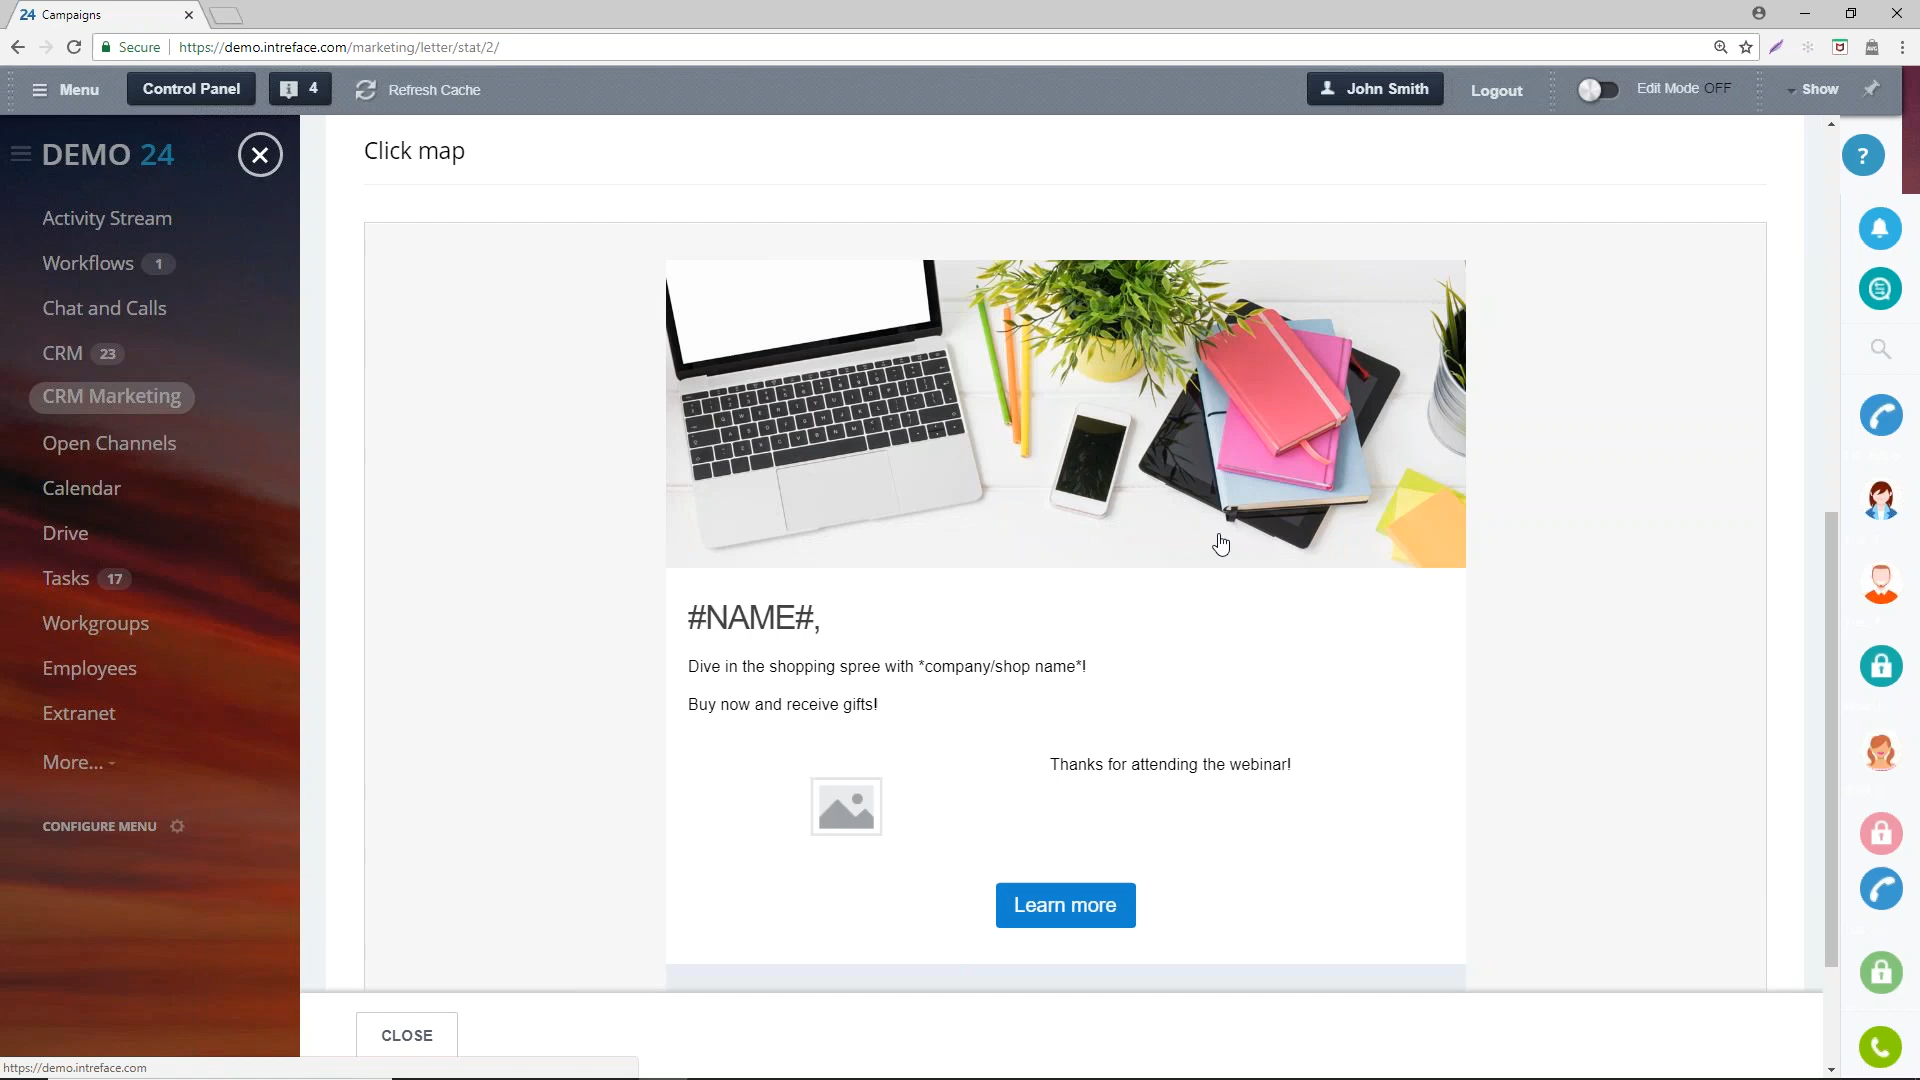 24 Campaigns
Secure https://demo.intreface.com/marketing/letter/stat/2/
Menu Control Panel 4 Refresh Cache John Smith Logout Edit Mode OFF Show
DEMO 24
Click map
?
Activity Stream
Workflows 1
Chat and Calls
CRM 23
CRM Marketing
Open Channels
Calendar
Drive
Tasks 17
Workgroups
Employees
Extranet
More...
CONFIGURE MENU
#NAME#,
Dive in the shopping spree with *company/shop name*!
Buy now and receive gifts!
Thanks for attending the webinar!
Learn more
CLOSE
https://demo.intreface.com